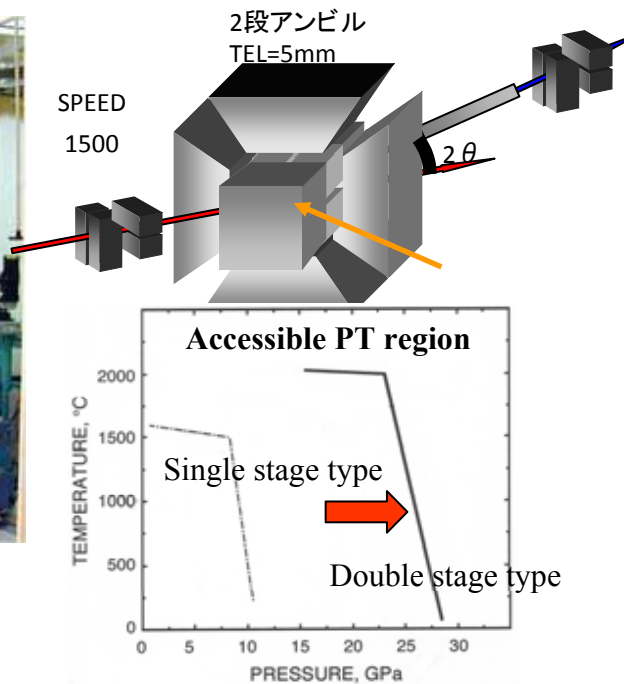 2段アンビル
TEL=5mm
SPEED
1500
2θ
Accessible PT region
TEMPERATURE, °C
2000
1500
1000
500
0
Single stage type
Double stage type
0 5 10 15 20 25 30
PRESSURE, GPa